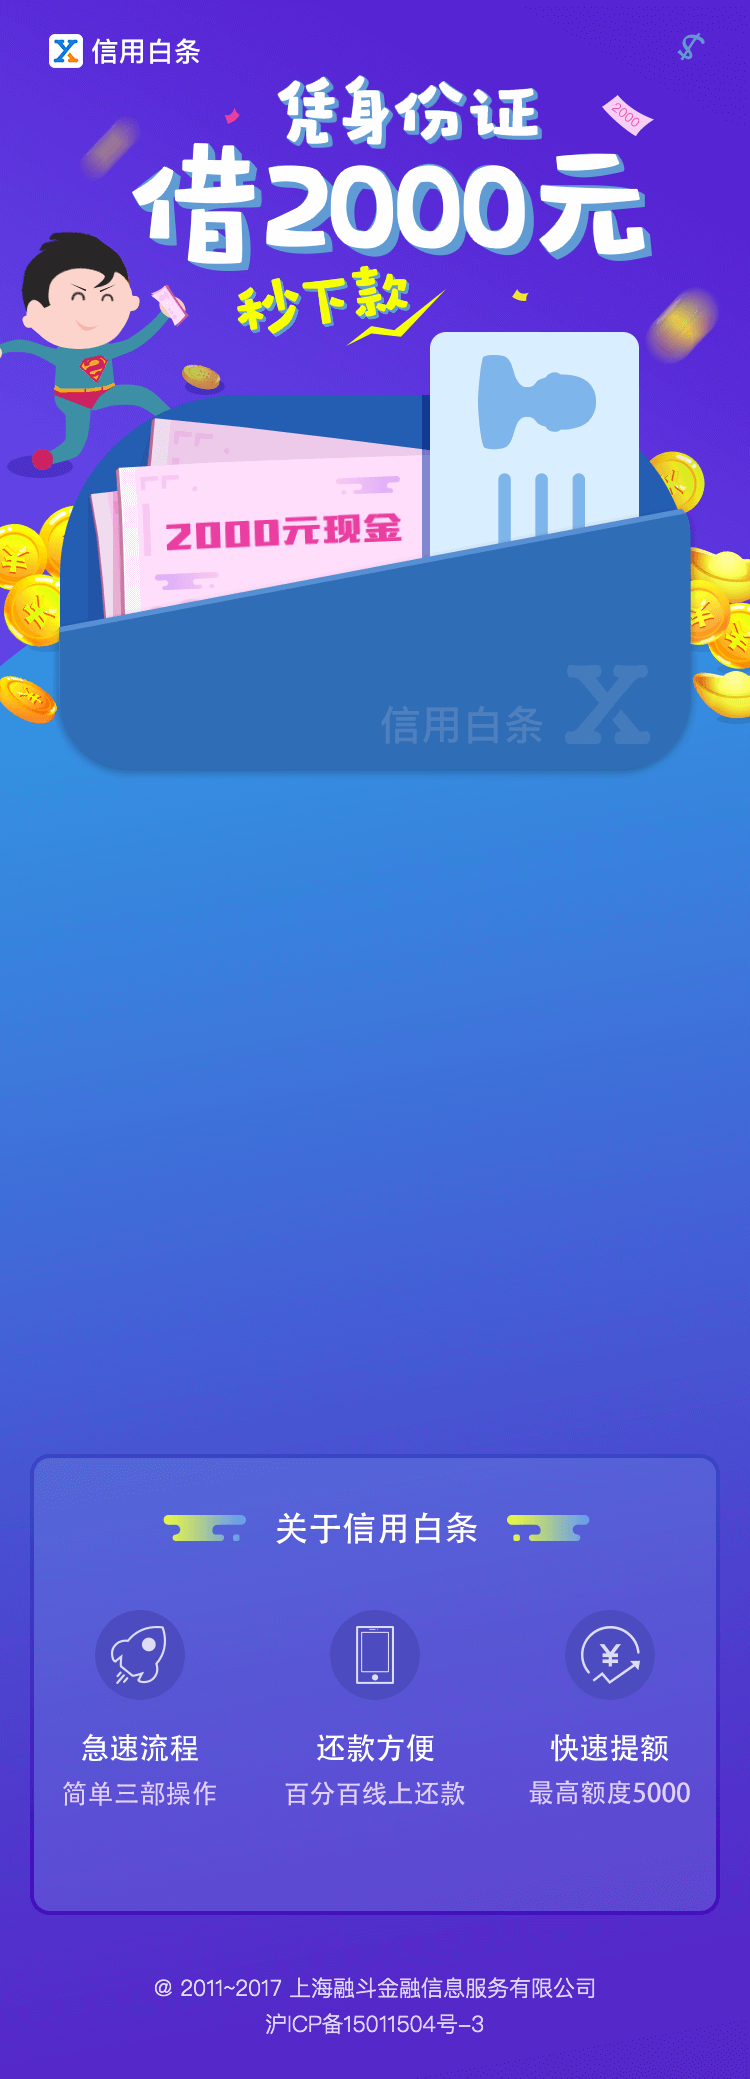 信用白条
凭身份证
2000
借2000元
秒下款
2000元现金
信用白条
关于信用白条
急速流程
还款方便
快速提额
简单三部操作
百分百线上还款
最高额度5000
@ 2011~2017 上海融斗金融信息服务有限公司
沪ICP备15011504号-3